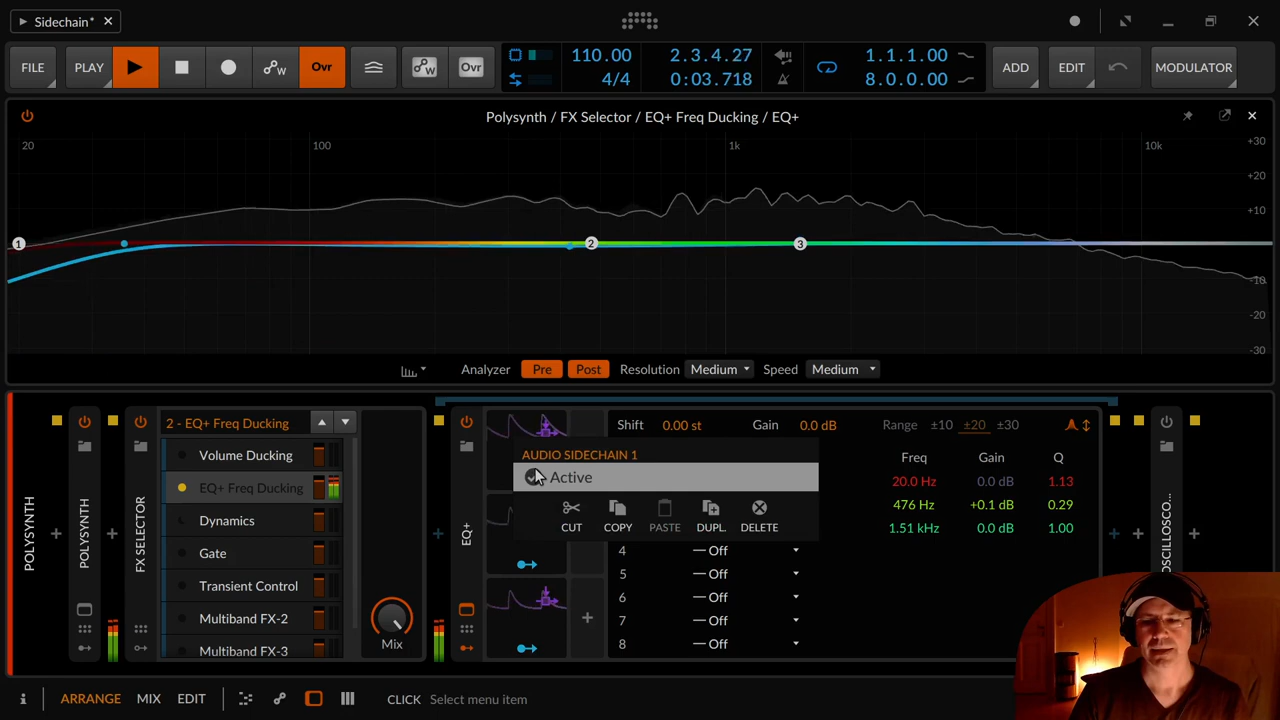 Sidechain*
FILE
PLAY
Ovr
Ovr
110.00
4/4
2.3.4.27
0:03.718
1.1.1.00
8.0.0.00
ADD
EDIT
MODULATOR
Polysynth / FX Selector / EQ+ Freq Ducking / EQ+
20
100
1k
10k
+30
+20
+10
-10
-20
-30
1
2
3
Analyzer
Pre
Post
Resolution
Medium
Speed
Medium
POLYSYNTH
POLYSYNTH
FX SELECTOR
2 - EQ+ Freq Ducking
Volume Ducking
EQ+ Freq Ducking
Dynamics
Gate
Transient Control
Multiband FX-2
Multiband FX-3
Mix
EQ+
Shift
0.00 st
Gain
0.0 dB
Range
±10
±20
±30
AUDIO SIDECHAIN 1
Active
CUT
COPY
PASTE
DUPL.
DELETE
Freq
Gain
Q
20.0 Hz
0.0 dB
1.13
476 Hz
+0.1 dB
0.29
1.51 kHz
0.0 dB
1.00
4
Off
5
Off
6
Off
7
Off
8
Off
OSCILLOSCO...
ARRANGE
MIX
EDIT
CLICK
Select menu item